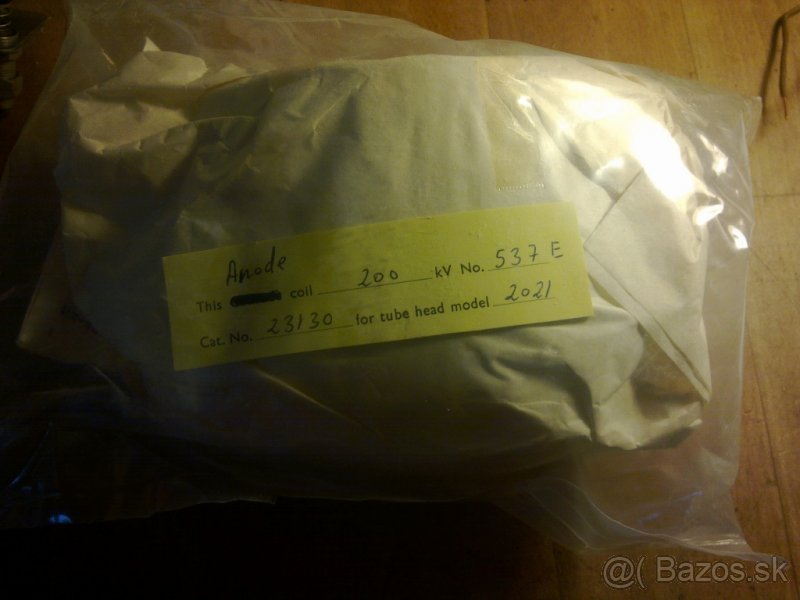 Anode
This coil 200 kV No. 537 E
Cat. No. 23130 for tube head model 2021
@( Bazos.sk